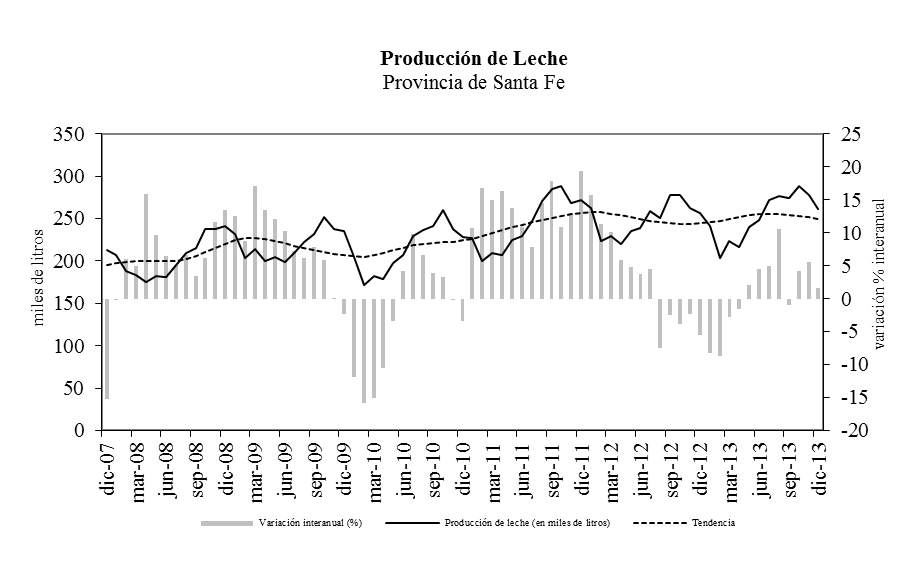 Producción de Leche
Provincia de Santa Fe
350
300
250
200
150
100
50
0
miles de litros
25
20
15
10
5
0
-5
-10
-15
-20
variación % interanual
dic-07
mar-08
jun-08
sep-08
dic-08
mar-09
jun-09
sep-09
dic-09
mar-10
jun-10
sep-10
dic-10
mar-11
jun-11
sep-11
dic-11
mar-12
jun-12
sep-12
dic-12
mar-13
jun-13
sep-13
dic-13
Variación interanual (%)
Producción de leche (en miles de litros)
Tendencia